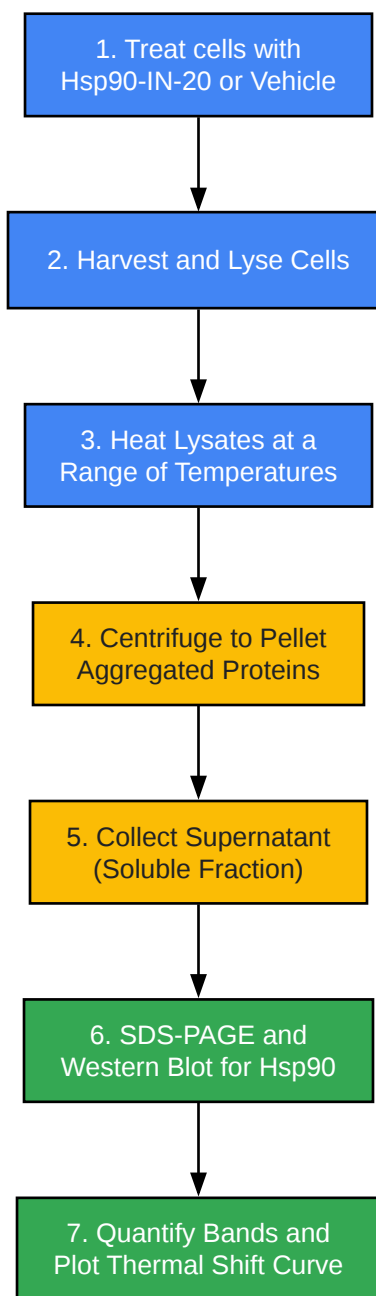 1. Treat cells with
Hsp90-IN-20 or Vehicle
2. Harvest and Lyse Cells
3. Heat Lysates at a
Range of Temperatures
4. Centrifuge to Pellet
Aggregated Proteins
5. Collect Supernatant
(Soluble Fraction)
6. SDS-PAGE and
Western Blot for Hsp90
7. Quantify Bands and
Plot Thermal Shift Curve